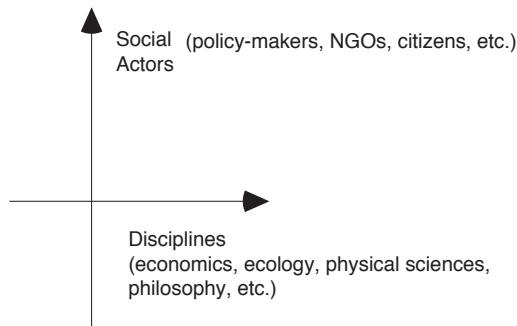 Social (policy-makers, NGOs, citizens, etc.)
Actors
Disciplines
(economics, ecology, physical sciences,
philosophy, etc.)